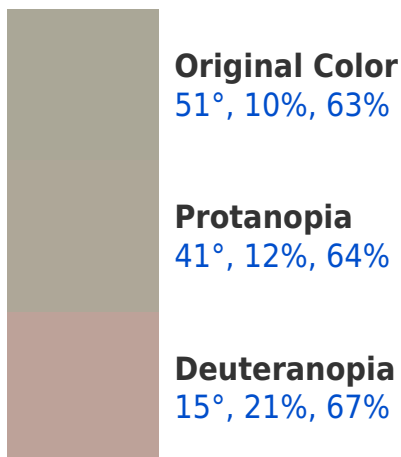 Original Color
51°, 10%, 63%
Protanopia
41°, 12%, 64%
Deuteranopia
15°, 21%, 67%